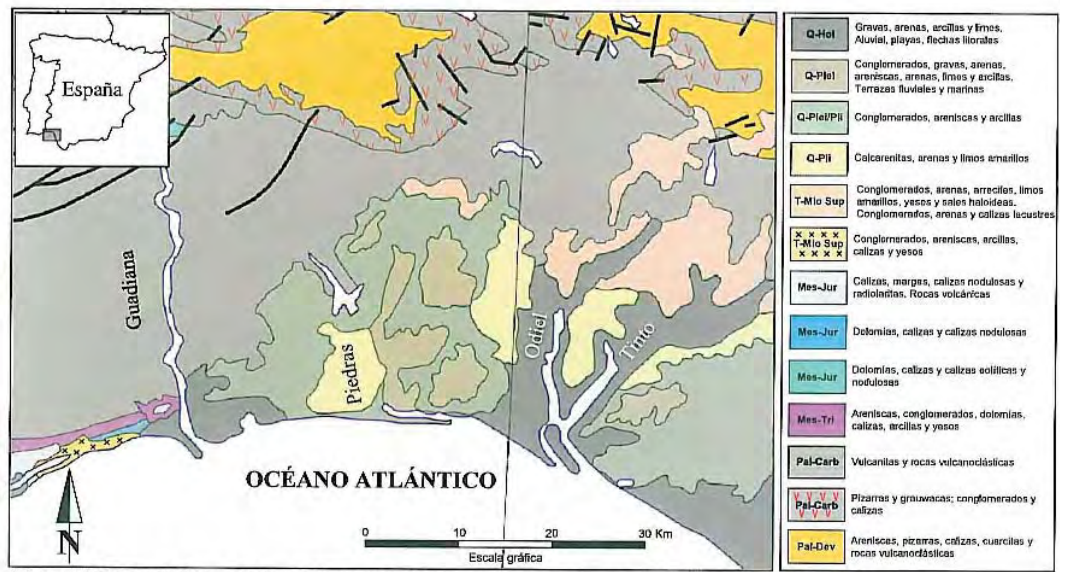 España
Guadiana
Piedras
Odiel
Tinto
OCÉANO ATLÁNTICO
N
0 10 20 30 Km
Escala gráfica
Q-Hol
Gravas, arenas, arcillas y limos.
Aluvial, playas, flechas litorales
Q-Plei
Conglomerados, gravas, arenas,
areniscas, arenas, limos y arcillas.
Terrazas fluviales y marinas
Q-Plei/Pli
Conglomerados, areniscas y arcillas
Q-Pli
Calcarenitas, arenas y limos amarillos
T-Mio Sup
Conglomerados, arenas, arrecifes, limos
amarillos, yesos y sales haloideas.
Conglomerados, arenas y calizas lacustres
T-Mio Sup
Conglomerados, areniscas, arcillas,
calizas y yesos
Mes-Jur
Calizas, margas, calizas nodulosas y
radiolaritas. Rocas volcánicas
Mes-Jur
Dolomías, calizas y calizas nodulosas
Mes-Jur
Dolomías, calizas y calizas oolíticas y
nodulosas
Mes-Tri
Areniscas, conglomerados, dolomías,
calizas, arcillas y yesos
Pal-Carb
Vulcanitas y rocas vulcanoclásticas
Pal-Carb
Pizarras y grauwacas; conglomerados y
calizas
Pal-Dev
Areniscas, pizarras, calizas, cuarcitas y
rocas vulcanoclásticas